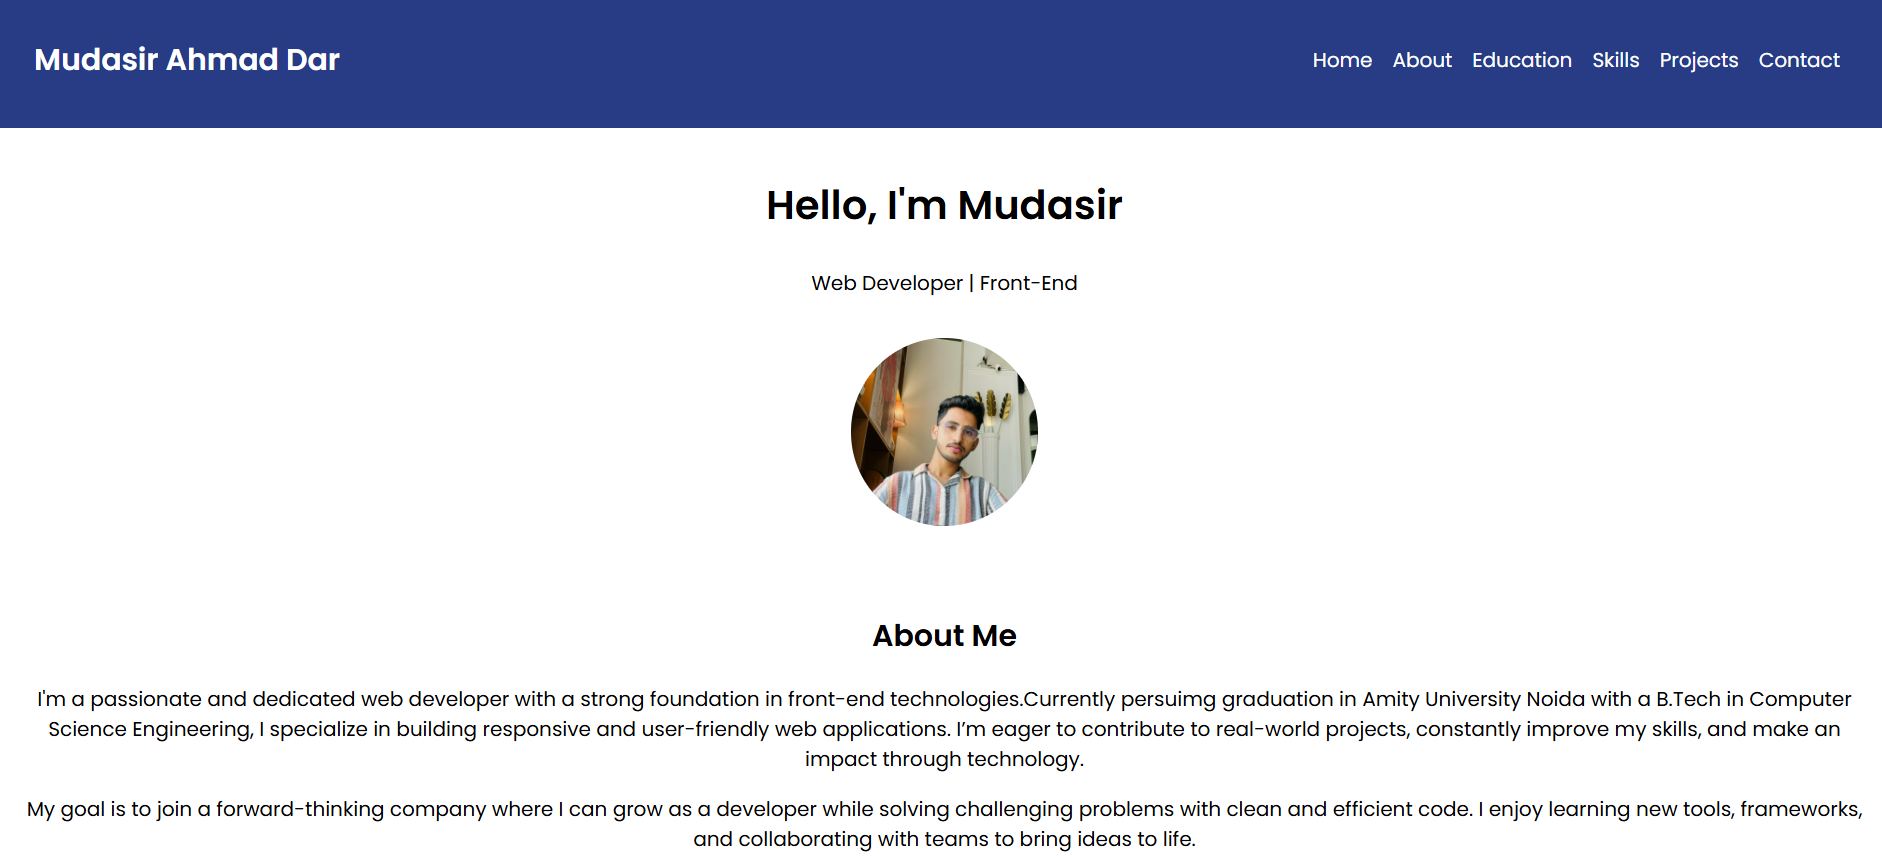 Mudasir Ahmad Dar
Home About Education Skills Projects Contact
Hello, I'm Mudasir
Web Developer | Front-End
About Me
I'm a passionate and dedicated web developer with a strong foundation in front-end technologies.Currently persuimg graduation in Amity University Noida with a B.Tech in Computer
Science Engineering, I specialize in building responsive and user-friendly web applications. I’m eager to contribute to real-world projects, constantly improve my skills, and make an
impact through technology.
My goal is to join a forward-thinking company where I can grow as a developer while solving challenging problems with clean and efficient code. I enjoy learning new tools, frameworks,
and collaborating with teams to bring ideas to life.